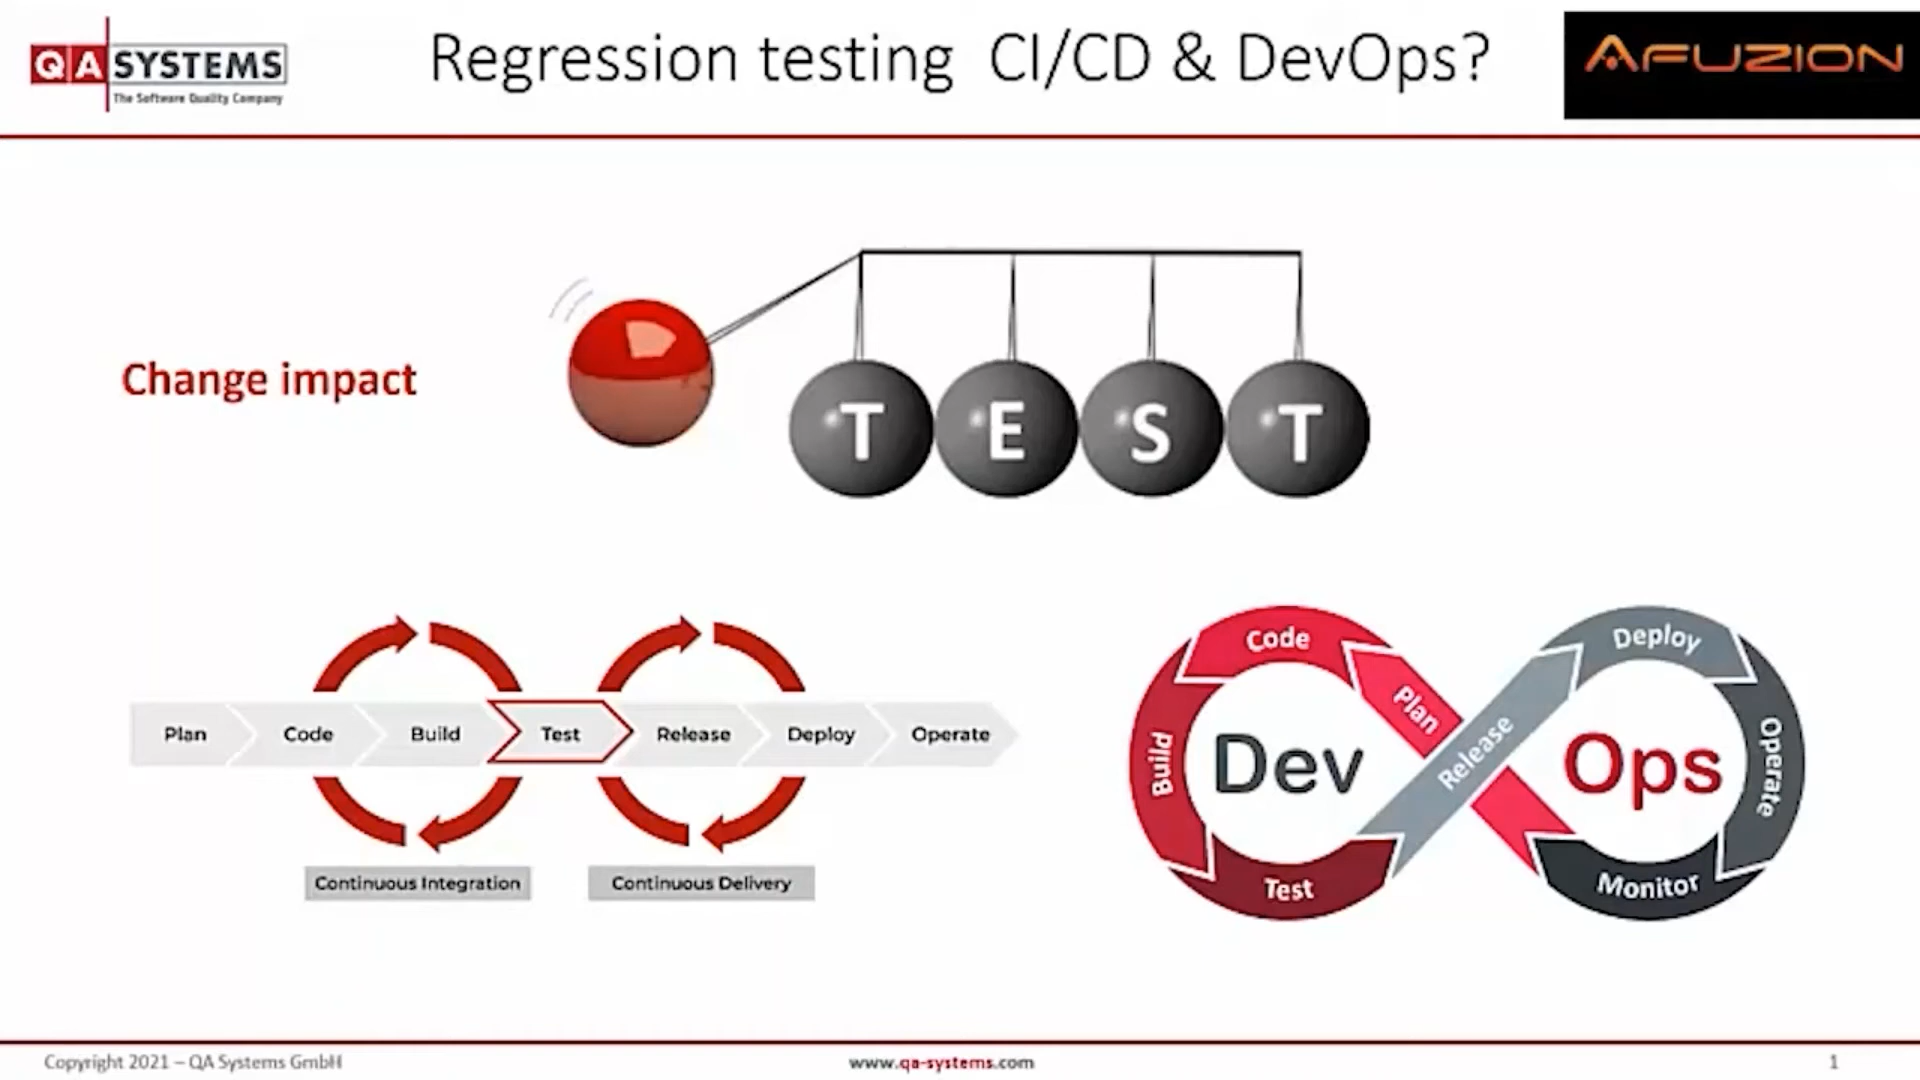 QA SYSTEMS
The Software Quality Company
Regression testing  CI/CD & DevOps?
AFUZION
Change impact
T E S T
Plan
Code
Build
Test
Release
Deploy
Operate
Continuous Integration
Continuous Delivery
Code
Plan
Build
Dev
Test
Release
Deploy
Ops
Operate
Monitor
Copyright 2021 – QA Systems GmbH
www.qa-systems.com
1